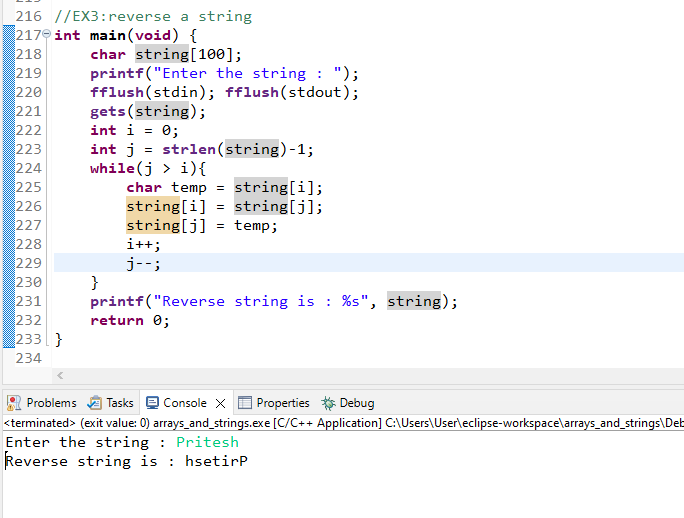 216 //EX3:reverse a string
217 int main(void) {
218 char string[100];
219 printf("Enter the string : ");
220 fflush(stdin); fflush(stdout);
221 gets(string);
222 int i = 0;
223 int j = strlen(string)-1;
224 while(j > i){
225 char temp = string[i];
226 string[i] = string[j];
227 string[j] = temp;
228 i++;
229 j--;
230 }
231 printf("Reverse string is : %s", string);
232 return 0;
233 }
234
Problems Tasks Console Properties Debug
<terminated> (exit value: 0) arrays_and_strings.exe [C/C++ Application] C:\Users\User\eclipse-workspace\arrays_and_strings\Deb
Enter the string : Pritesh
Reverse string is : hsetirP